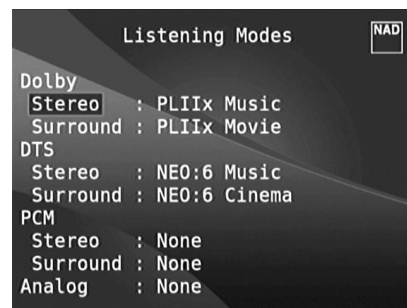 Listening Modes
NAD
Dolby
Stereo : PLIIx Music
Surround : PLIIx Movie
DTS
Stereo : NEO:6 Music
Surround : NEO:6 Cinema
PCM
Stereo : None
Surround : None
Analog : None